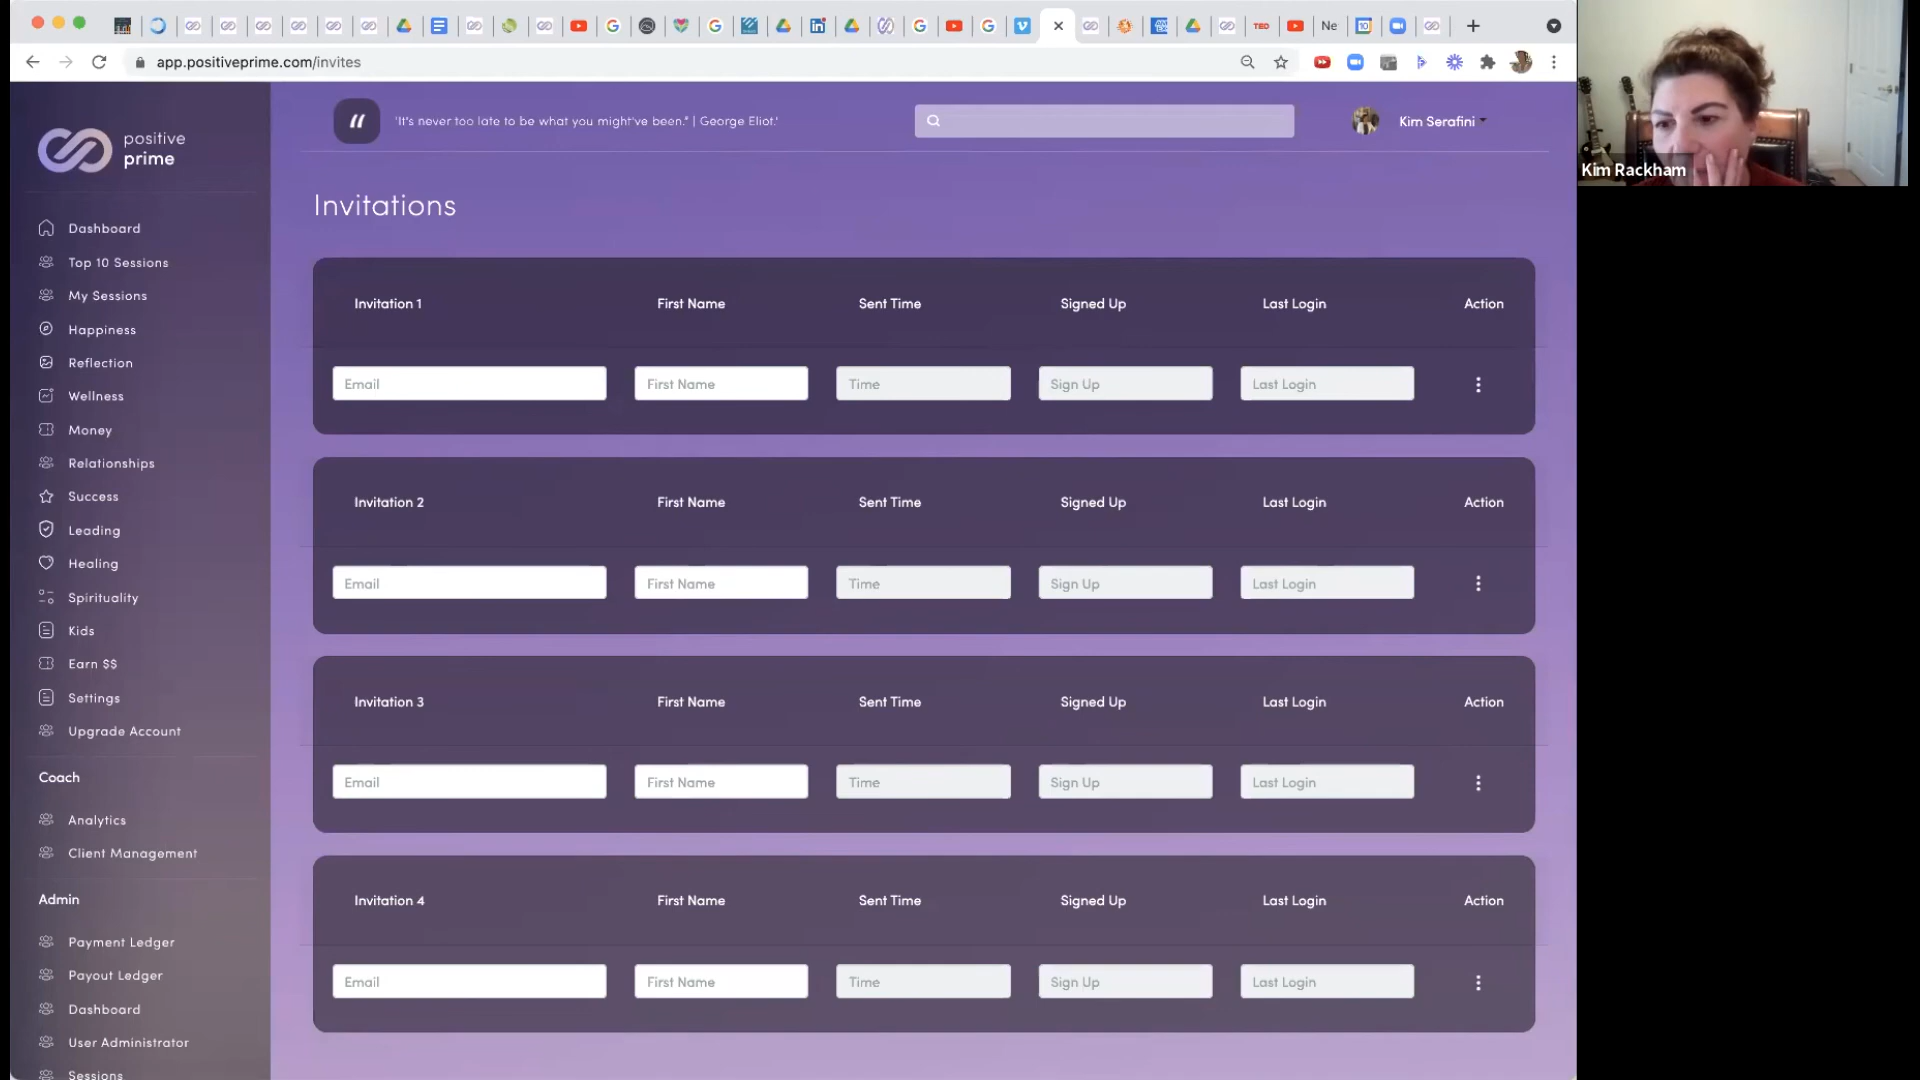 TED
Ne
10
app.positiveprime.com/invites
positive
prime
"It's never too late to be what you might've been." | George Eliot.'
Kim Serafini
Kim Rackham
Dashboard
Top 10 Sessions
My Sessions
Happiness
Reflection
Wellness
Money
Relationships
Success
Leading
Healing
Spirituality
Kids
Earn $$
Settings
Upgrade Account
Coach
Analytics
Client Management
Admin
Payment Ledger
Payout Ledger
Dashboard
User Administrator
Sessions
Invitations
Invitation 1 First Name Sent Time Signed Up Last Login Action
Email First Name Time Sign Up Last Login
Invitation 2 First Name Sent Time Signed Up Last Login Action
Email First Name Time Sign Up Last Login
Invitation 3 First Name Sent Time Signed Up Last Login Action
Email First Name Time Sign Up Last Login
Invitation 4 First Name Sent Time Signed Up Last Login Action
Email First Name Time Sign Up Last Login